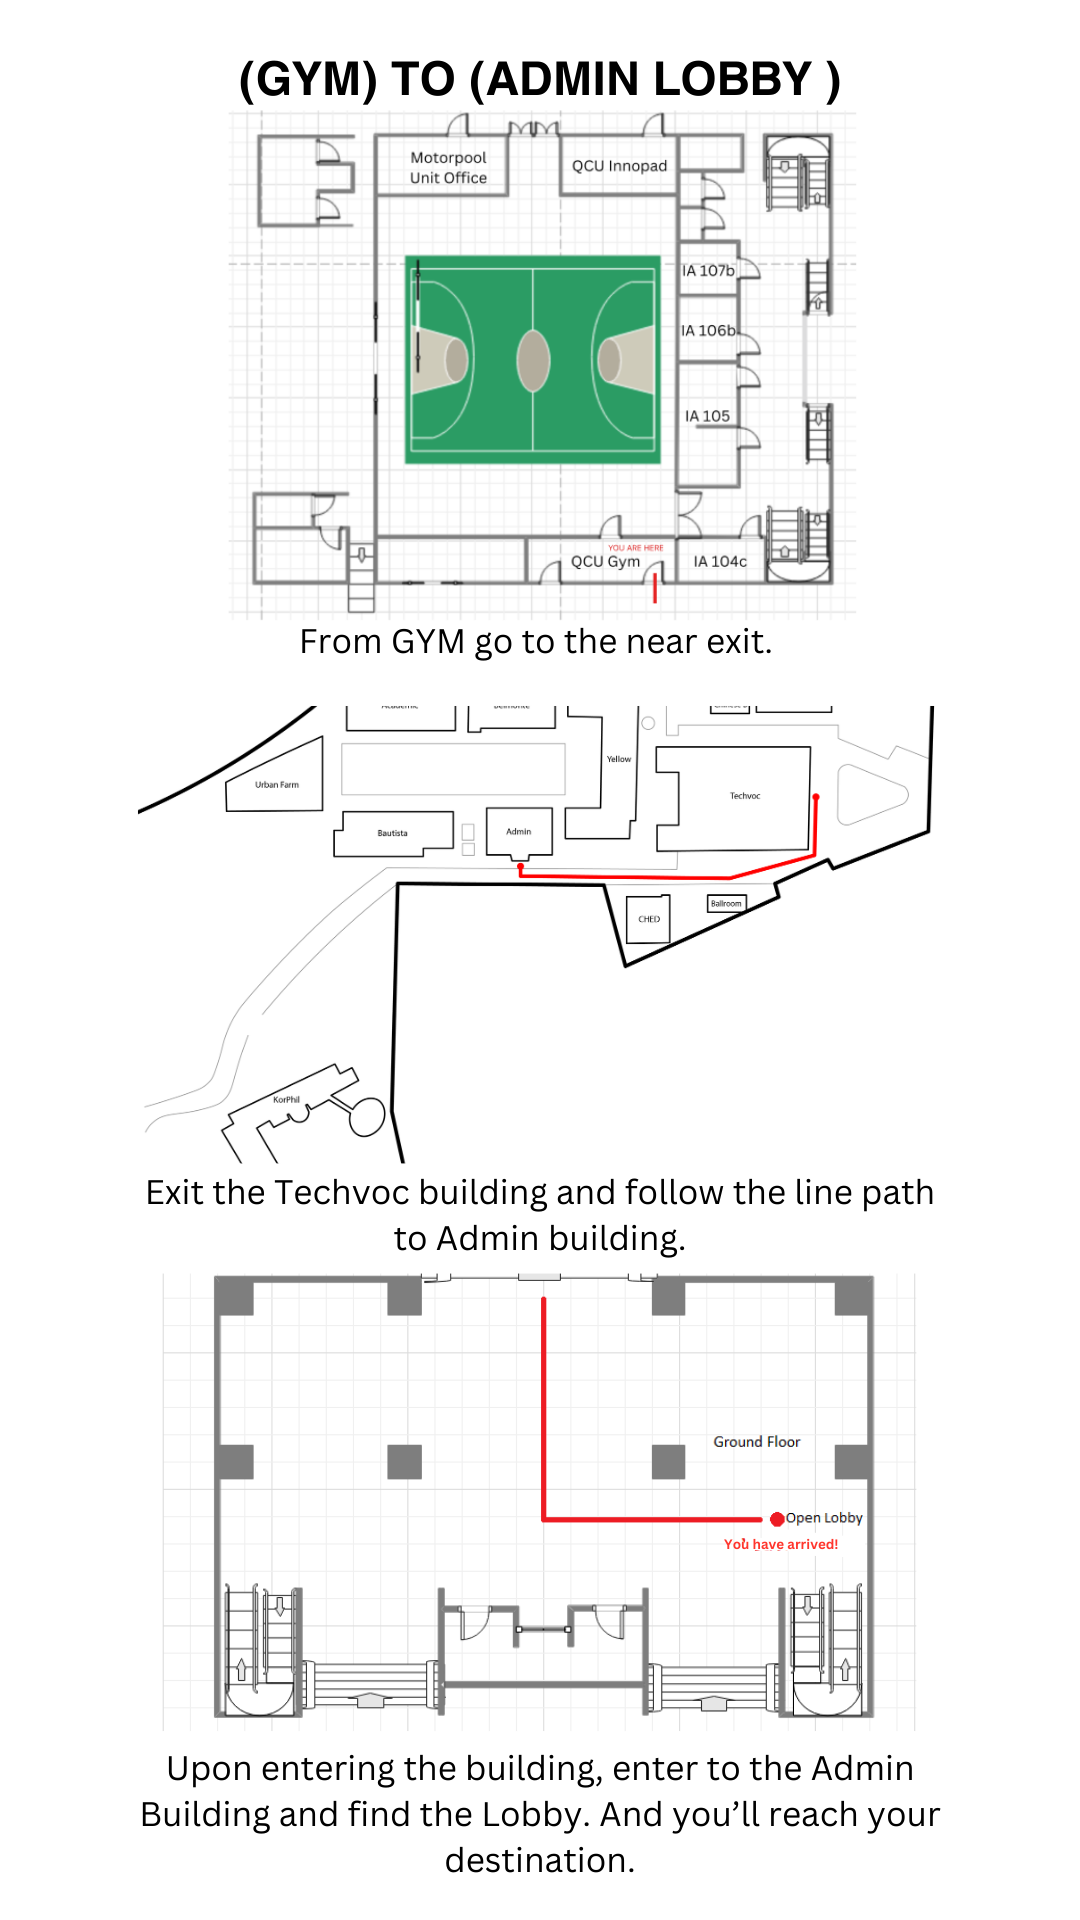 (GYM) TO (ADMIN LOBBY )
Motorpool
Unit Office
QCU Innopad
IA 107b
IA 106b
IA 105
YOU ARE HERE
QCU Gym
IA 104c
From GYM go to the near exit.
Academic
Belmonte
Yellow
Urban Farm
Techvoc
Bautista
Admin
CHED
Ballroom
KorPhil
Exit the Techvoc building and follow the line path
to Admin building.
Ground Floor
Open Lobby
You have arrived!
Upon entering the building, enter to the Admin
Building and find the Lobby. And you’ll reach your
destination.